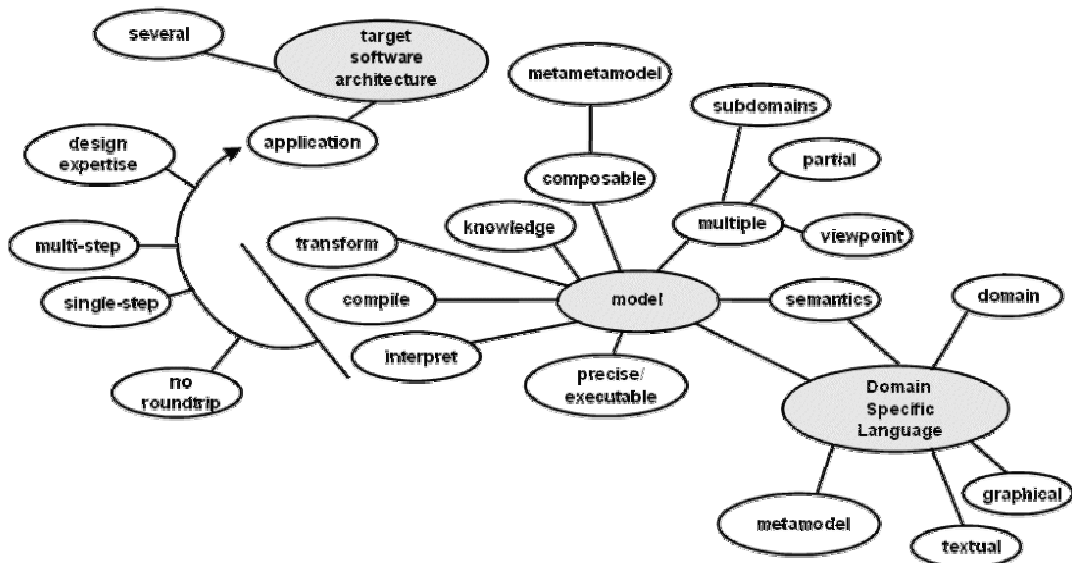 several
target
software
architecture
metametamodel
subdomains
design
expertise
application
partial
composable
knowledge
multiple
viewpoint
multi-step
transform
single-step
compile
model
semantics
domain
interpret
no
roundtrip
precise/
executable
Domain
Specific
Language
graphical
metamodel
textual